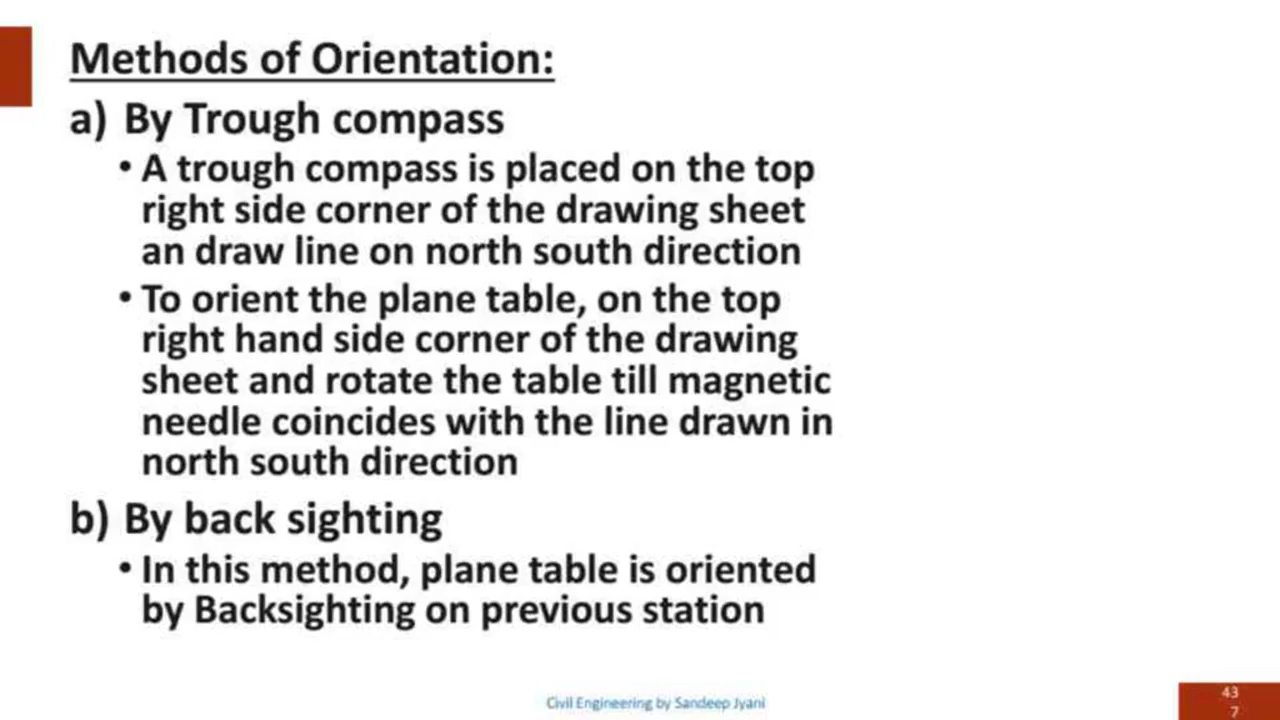 Methods of Orientation:
a) By Trough compass
• A trough compass is placed on the top
right side corner of the drawing sheet
an draw line on north south direction
• To orient the plane table, on the top
right hand side corner of the drawing
sheet and rotate the table till magnetic
needle coincides with the line drawn in
north south direction
b) By back sighting
• In this method, plane table is oriented
by Backsighting on previous station
Civil Engineering by Sandeep Jyani
43
7